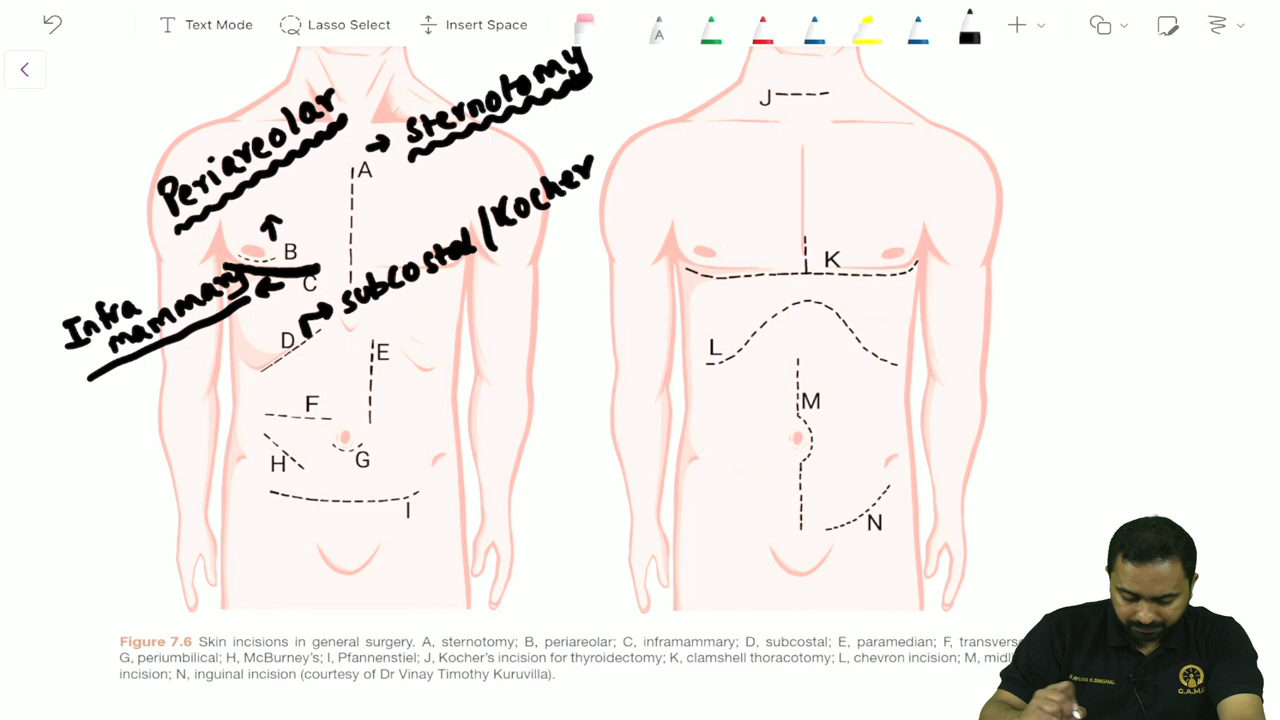 Text Mode
Lasso Select
Insert Space
A
Periareolar
→ sternotomy
A
B
C
Infra
mammary
subcostal / Kocher
D
E
F
G
H
I
J
K
L
M
N
Figure 7.6 Skin incisions in general surgery. A, sternotomy; B, periareolar; C, inframammary; D, subcostal; E, paramedian; F, transvers
G, periumbilical; H, McBurney's; I, Pfannenstiel; J, Kocher's incision for thyroidectomy; K, clamshell thoracotomy; L, chevron incision; M, midl
incision; N, inguinal incision (courtesy of Dr Vinay Timothy Kuruvilla).